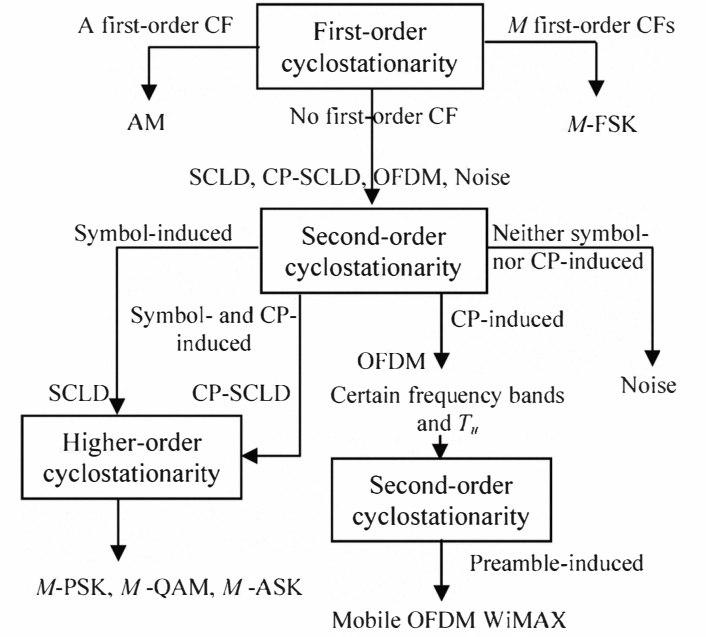 A first-order CF
First-order
cyclostationarity
M first-order CFs
AM
No first-order CF
M-FSK
SCLD, CP-SCLD, OFDM, Noise
Symbol-induced
Second-order
cyclostationarity
Neither symbol-
nor CP-induced
Symbol- and CP-
induced
CP-induced
OFDM
Noise
SCLD
CP-SCLD
Certain frequency bands
and Tu
Higher-order
cyclostationarity
Second-order
cyclostationarity
Preamble-induced
M-PSK, M -QAM, M -ASK
Mobile OFDM WiMAX